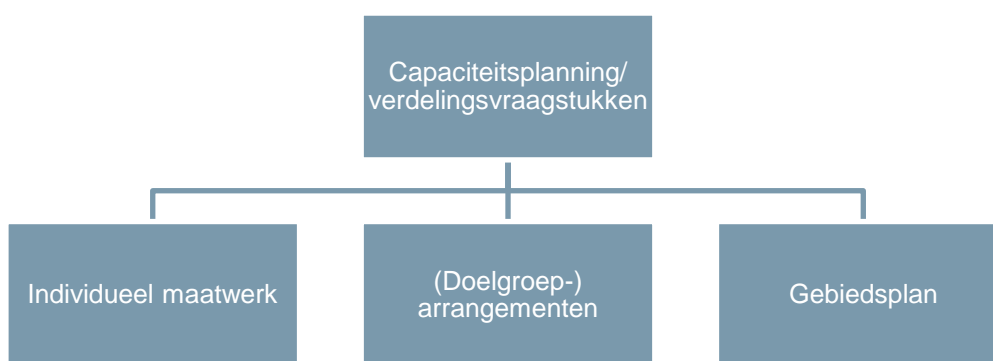 Capaciteitsplanning/
verdelingsvraagstukken
Individueel maatwerk
(Doelgroep-)
arrangementen
Gebiedsplan